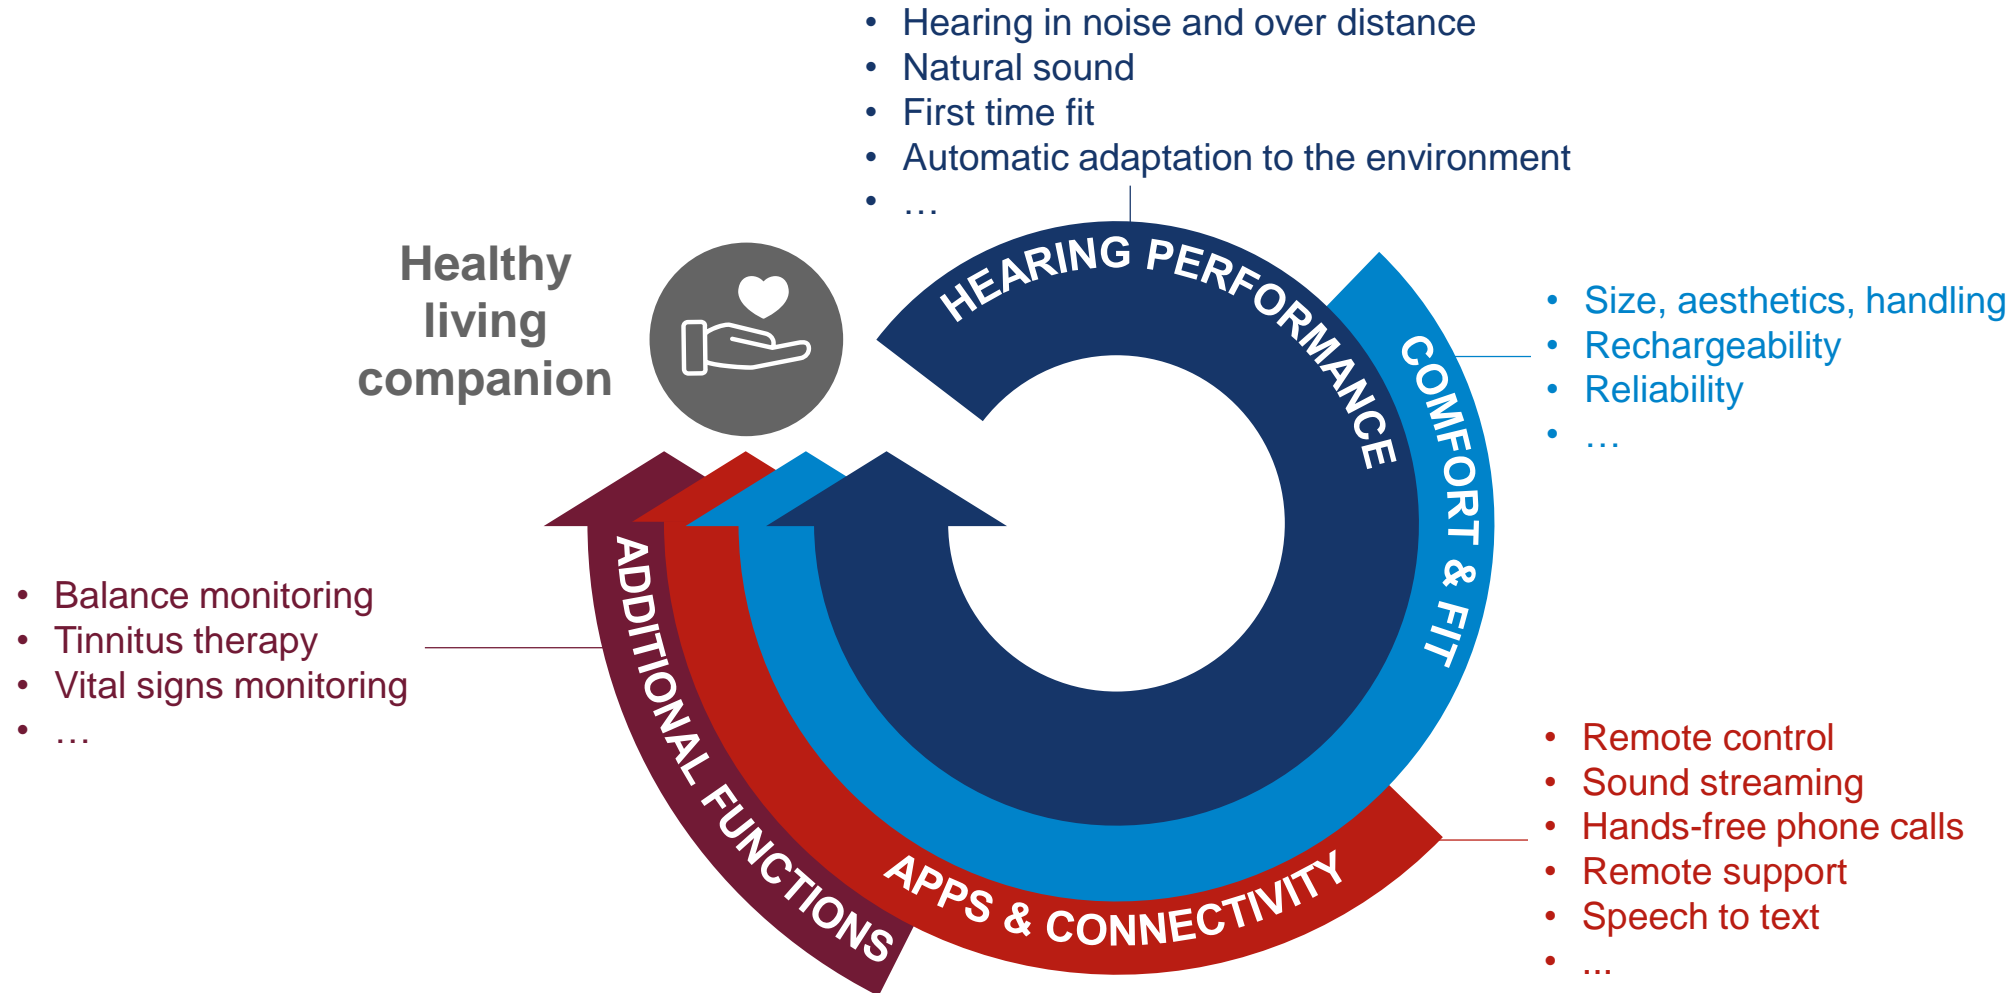 • Hearing in noise and over distance
• Natural sound
• First time fit
• Automatic adaptation to the environment
• …
Healthy
living
companion
HEARING PERFORMANCE
COMFORT & FIT
• Size, aesthetics, handling
• Rechargeability
• Reliability
• …
ADDITIONAL FUNCTIONS
• Balance monitoring
• Tinnitus therapy
• Vital signs monitoring
• …
APPS & CONNECTIVITY
• Remote control
• Sound streaming
• Hands-free phone calls
• Remote support
• Speech to text
• ...